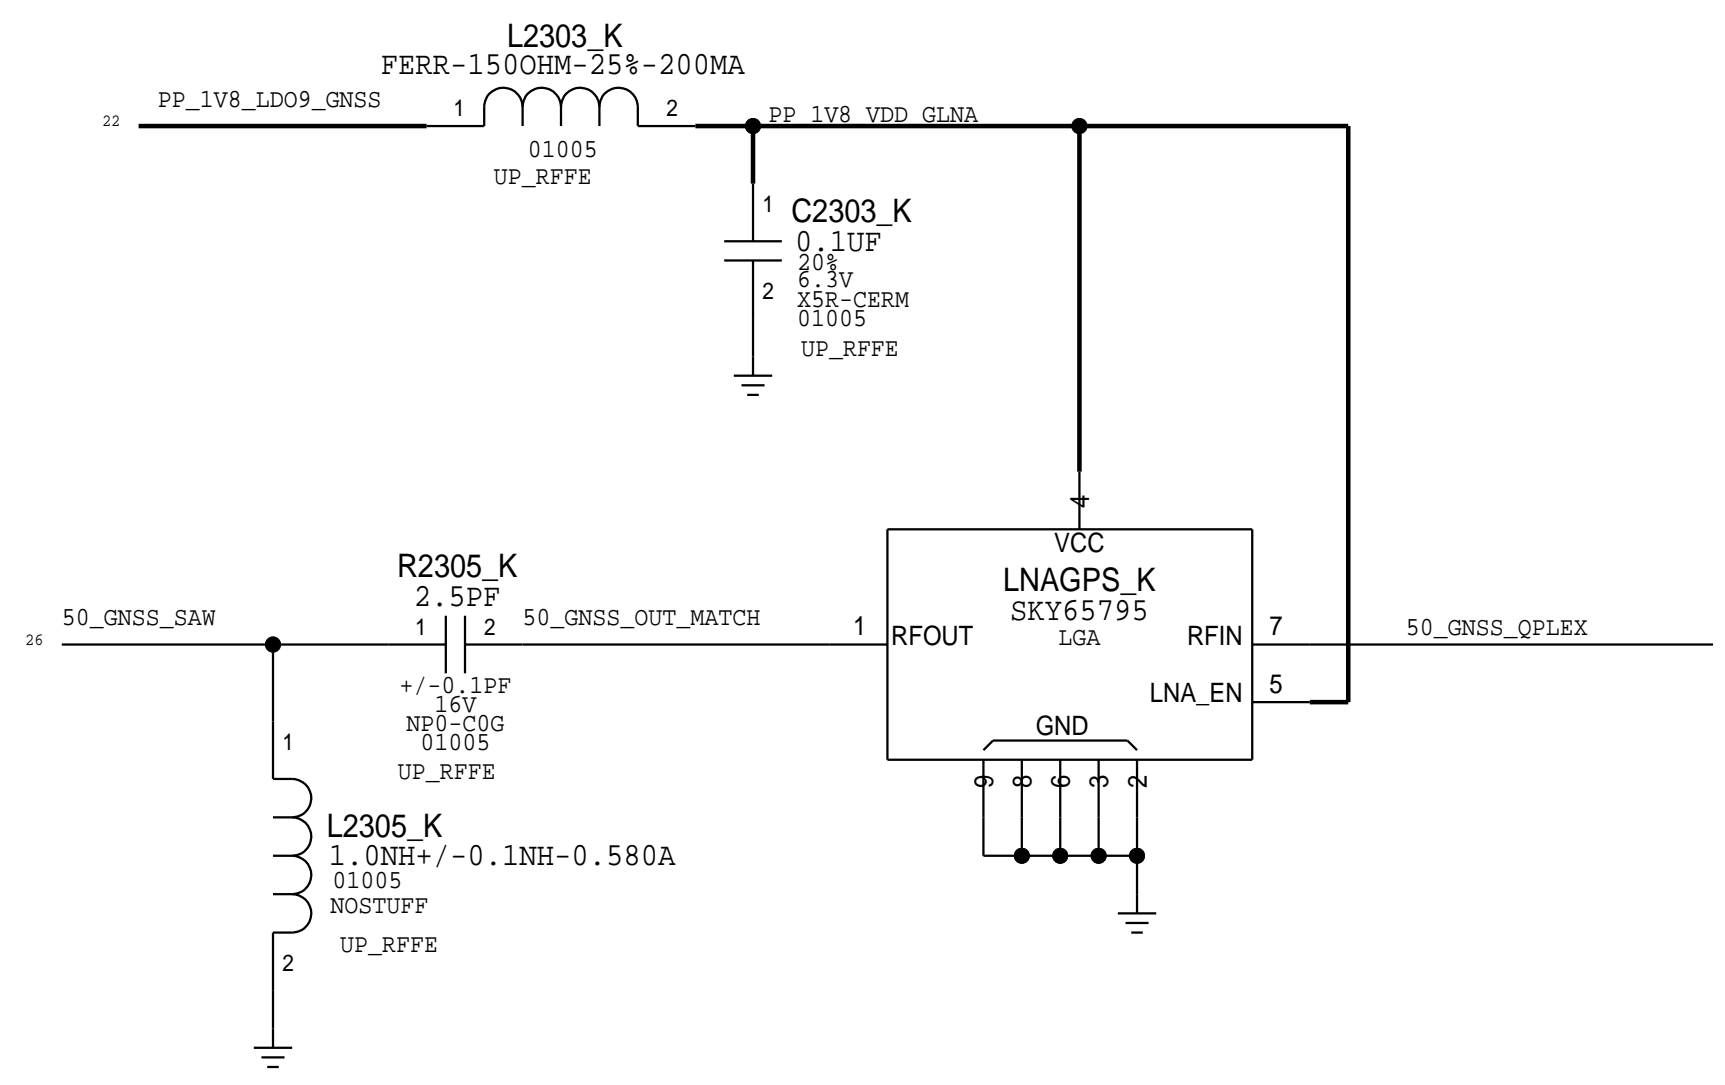 L2303_K
FERR-150OHM-25%-200MA
PP_1V8_LDO9_GNSS
22
1
2
PP_1V8_VDD_GLNA
01005
UP_RFFE
1
C2303_K
0.1UF
20%
6.3V
2
X5R-CERM
01005
UP_RFFE
4
VCC
LNAGPS_K
SKY65795
LGA
R2305_K
2.5PF
50_GNSS_SAW
26
1
2
50_GNSS_OUT_MATCH
1
RFOUT
RFIN
7
50_GNSS_QPLEX
+/-0.1PF
16V
NP0-C0G
01005
UP_RFFE
LNA_EN
5
GND
9
8
6
3
2
1
L2305_K
1.0NH+/-0.1NH-0.580A
01005
NOSTUFF
UP_RFFE
2